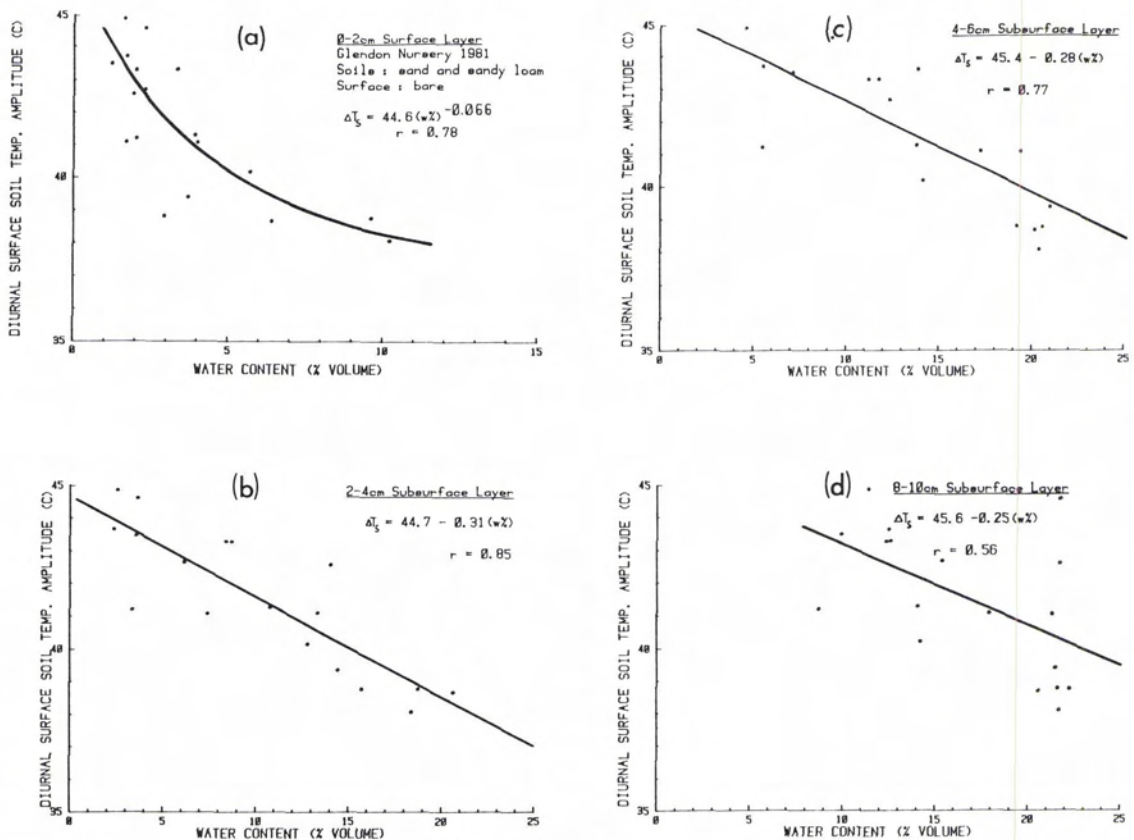 (a)
0-2cm Surface Layer
Glendon Nursery 1981
Soils : sand and sandy loam
Surface : bare
ΔTs = 44.6(w%)-0.066
r = 0.78
DIURNAL SURFACE SOIL TEMP. AMPLITUDE (C)
45
40
35
0 5 10 15
WATER CONTENT (% VOLUME)
(c)
4-6cm Subsurface Layer
ΔTs = 45.4 - 0.28(w%)
r = 0.77
DIURNAL SURFACE SOIL TEMP. AMPLITUDE (C)
45
40
35
0 5 10 15 20 25
WATER CONTENT (% VOLUME)
(b)
2-4cm Subsurface Layer
ΔTs = 44.7 - 0.31(w%)
r = 0.85
DIURNAL SURFACE SOIL TEMP. AMPLITUDE (C)
45
40
35
0 5 10 15 20 25
WATER CONTENT (% VOLUME)
(d)
8-10cm Subsurface Layer
ΔTs = 45.6 -0.25(w%)
r = 0.56
DIURNAL SURFACE SOIL TEMP. AMPLITUDE (C)
45
40
35
0 5 10 15 20 25
WATER CONTENT (% VOLUME)